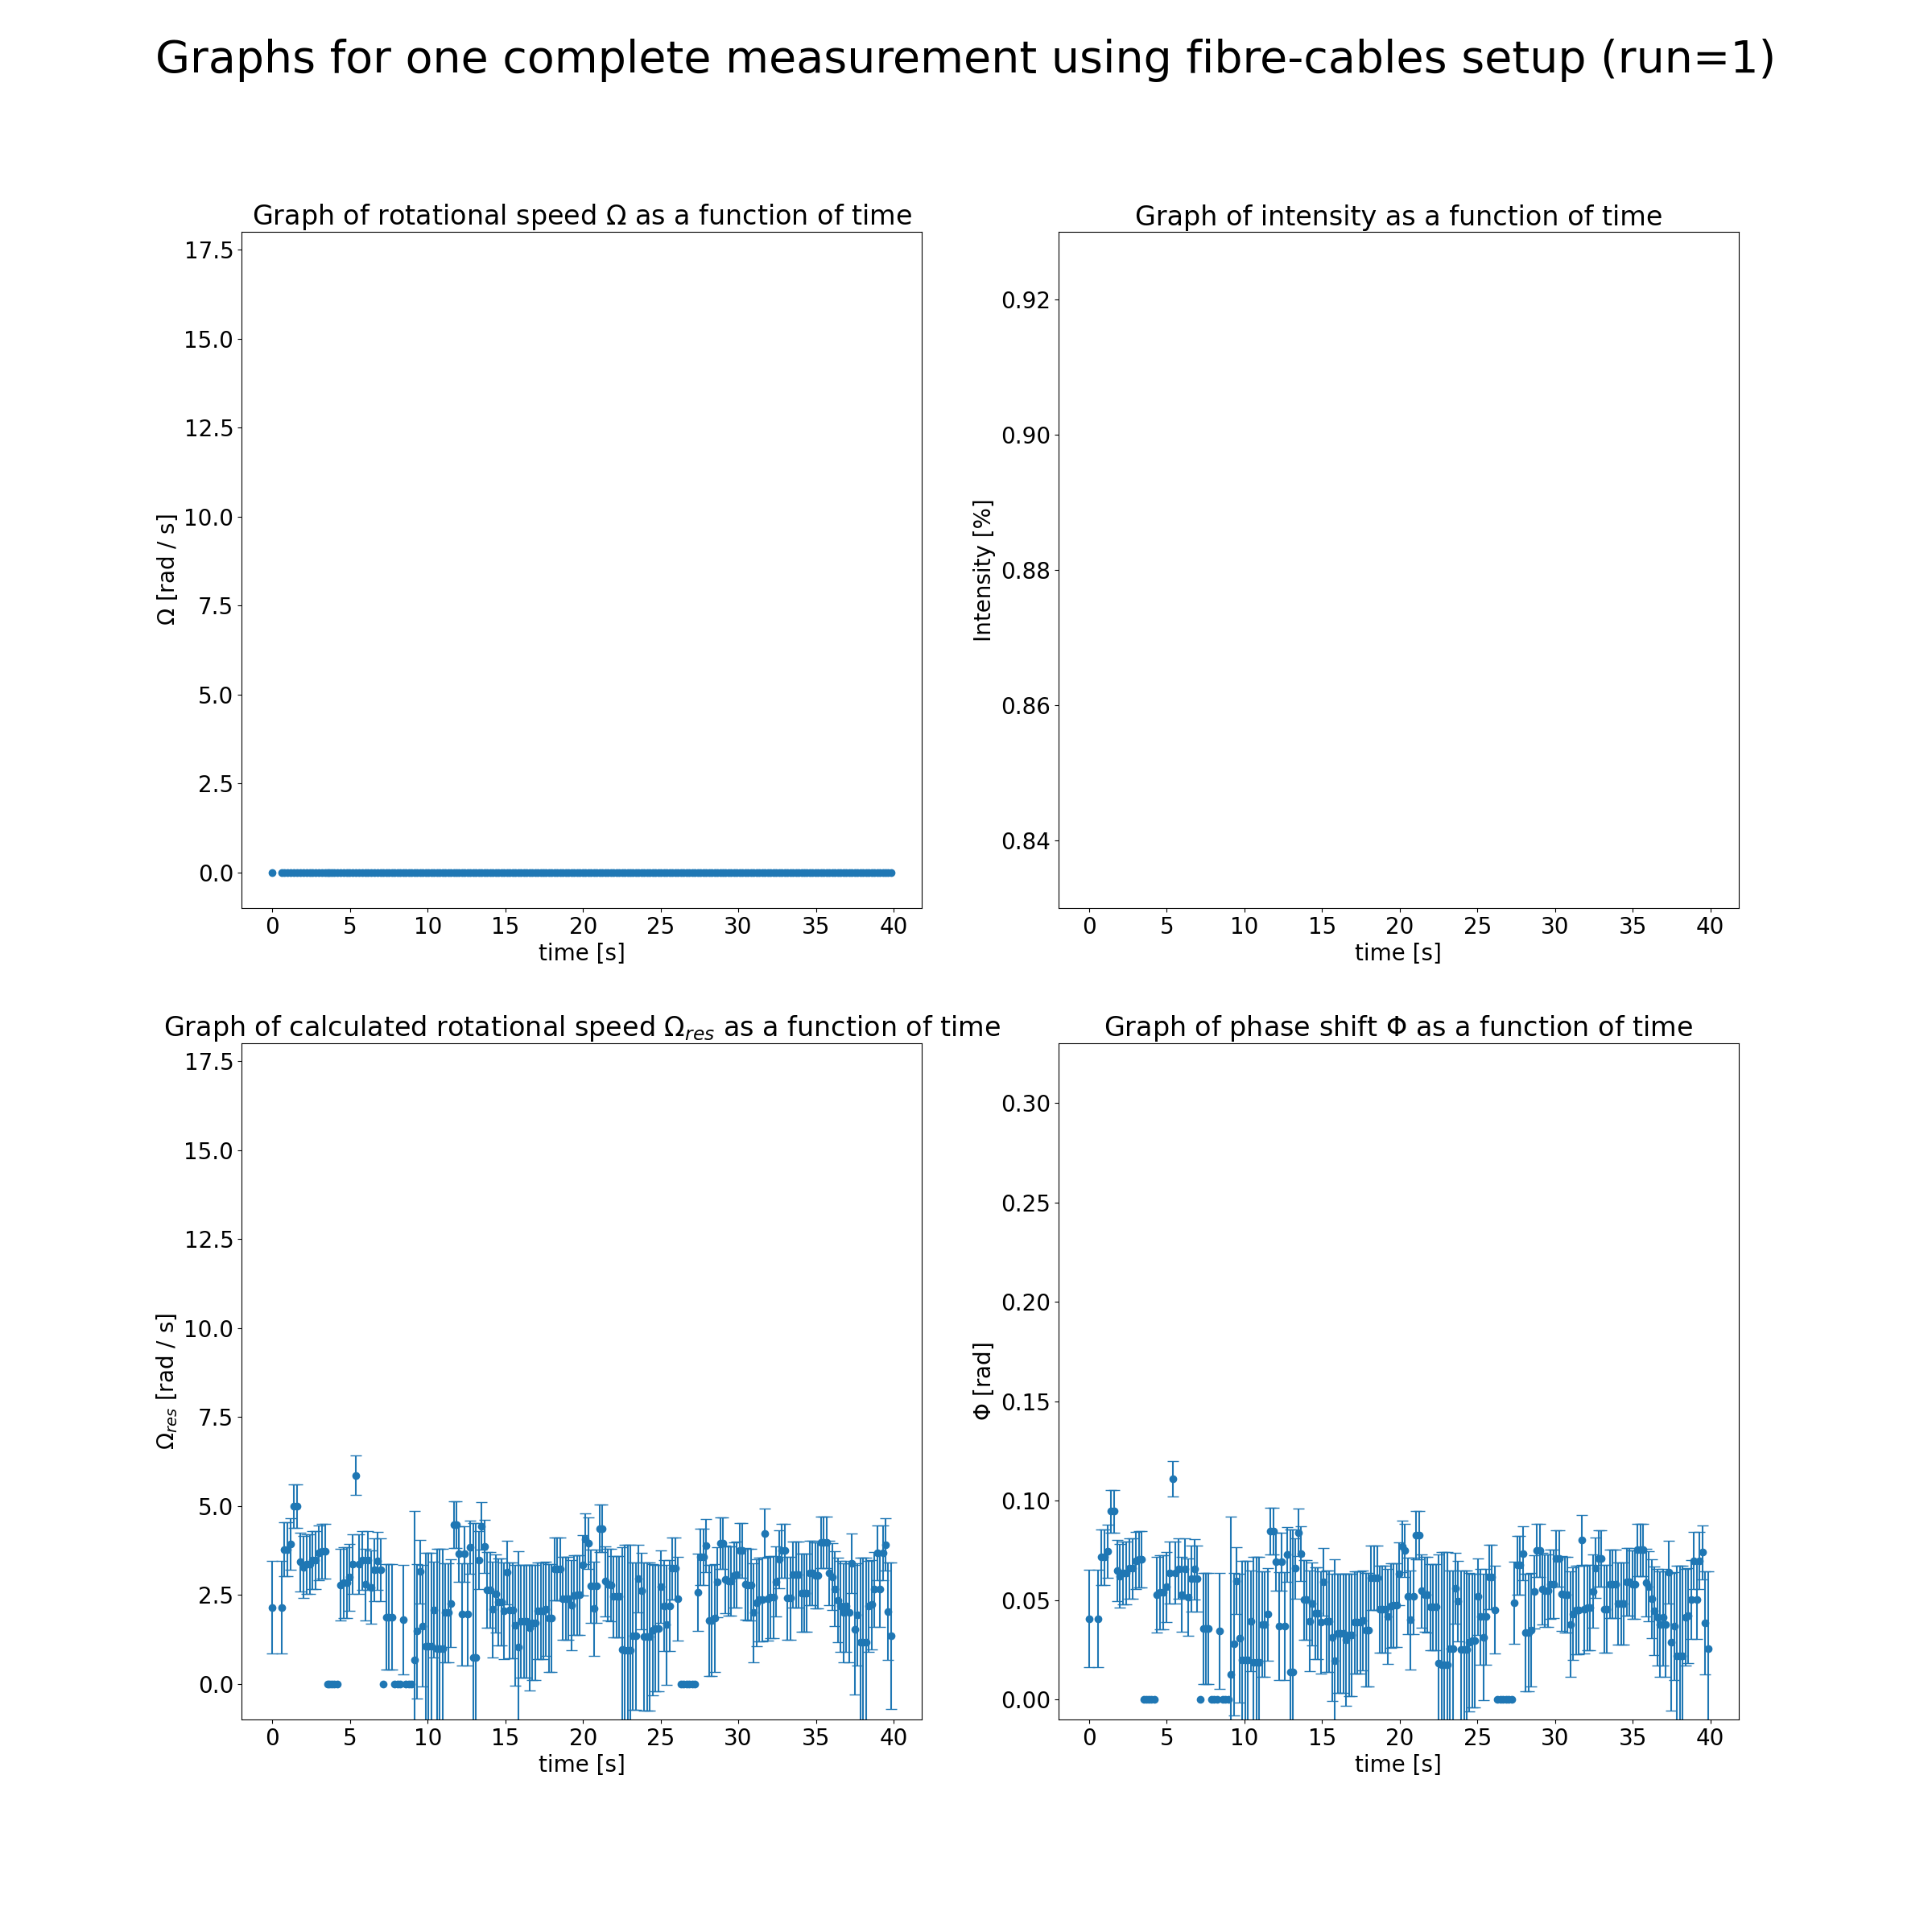 Graphs for one complete measurement using fibre-cables setup (run=1)
Graph of rotational speed Ω as a function of time
17.5
15.0
12.5
10.0
7.5
5.0
2.5
0.0
Ω [rad / s]
0 5 10 15 20 25 30 35 40
time [s]
Graph of intensity as a function of time
0.92
0.90
0.88
0.86
0.84
Intensity [%]
0 5 10 15 20 25 30 35 40
time [s]
Graph of calculated rotational speed Ωres as a function of time
17.5
15.0
12.5
10.0
7.5
5.0
2.5
0.0
Ωres [rad / s]
0 5 10 15 20 25 30 35 40
time [s]
Graph of phase shift Φ as a function of time
0.30
0.25
0.20
0.15
0.10
0.05
0.00
Φ [rad]
0 5 10 15 20 25 30 35 40
time [s]